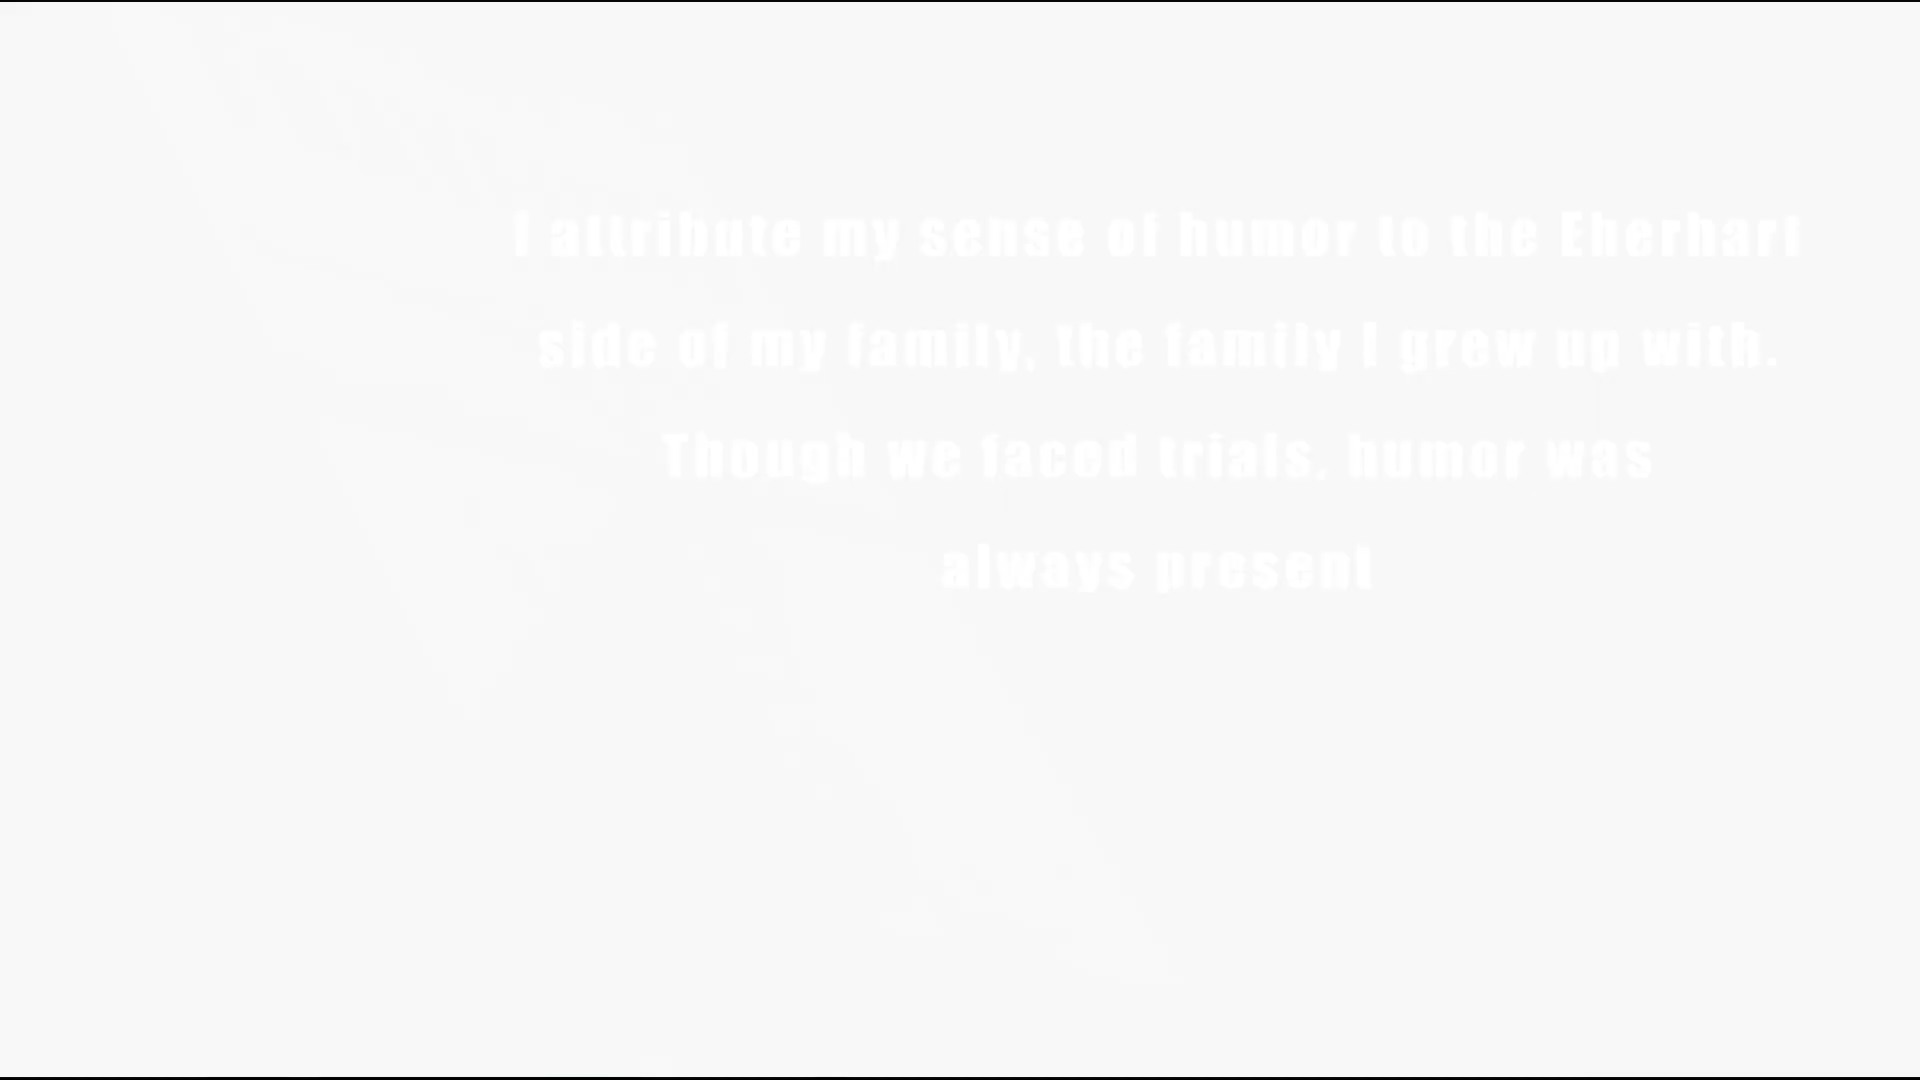 I attribute my sense of humor to the Eberhart
side of my family, the family I grew up with.
Though we faced trials, humor was
always present